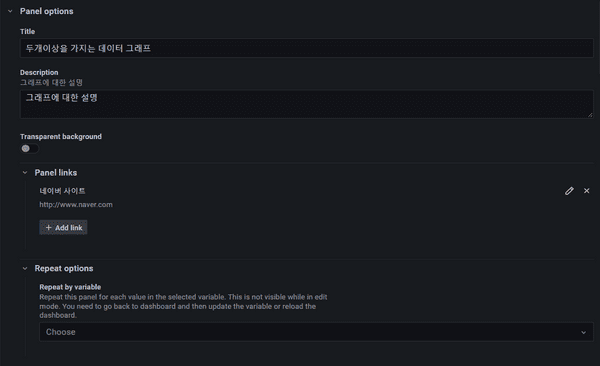 Panel options
Title
두개이상을 가지는 데이터 그래프
Description
그래프에 대한 설명
그래프에 대한 설명
Transparent background
Panel links
네이버 사이트
http://www.naver.com
+ Add link
Repeat options
Repeat by variable
Repeat this panel for each value in the selected variable. This is not visible while in edit
mode. You need to go back to dashboard and then update the variable or reload the
dashboard.
Choose